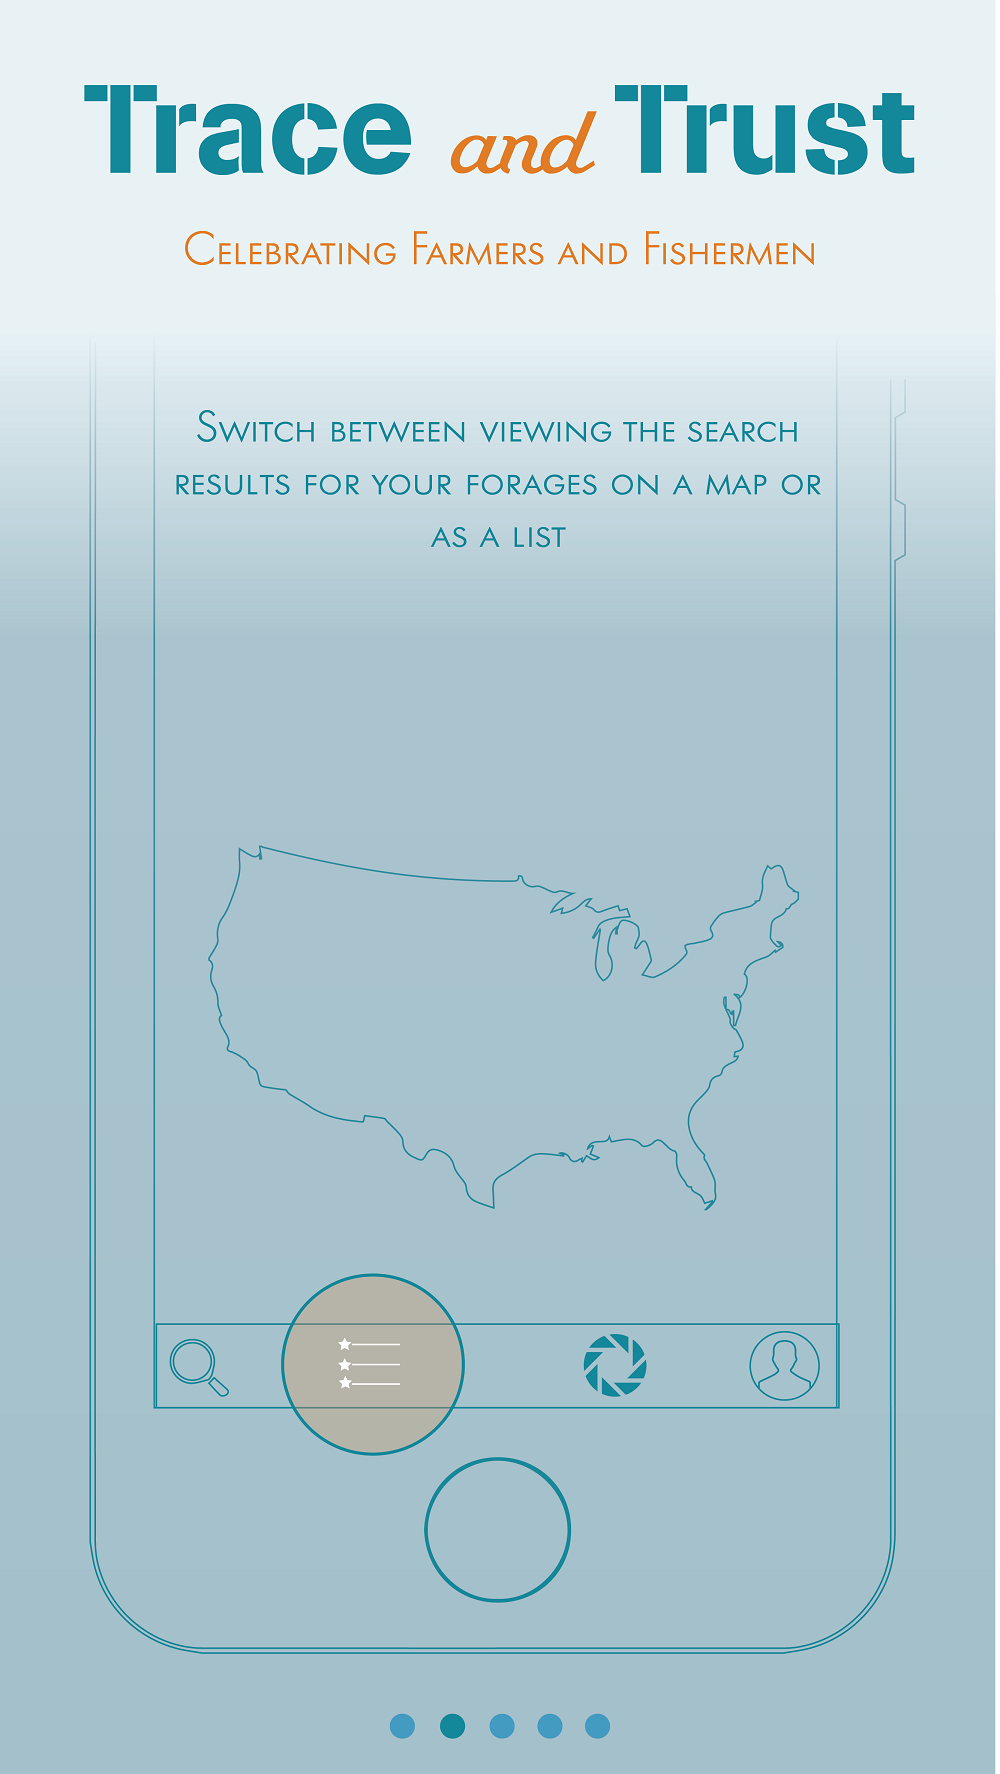 Trace and Trust
Celebrating Farmers and Fishermen
Switch between viewing the search
results for your forages on a map or
as a list